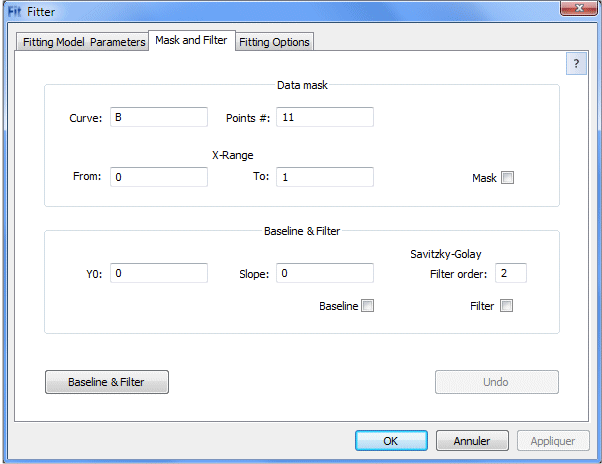 Fit Fitter
Fitting Model Parameters Mask and Filter Fitting Options
?
Data mask
Curve: B Points #: 11
X-Range
From: 0 To: 1 Mask
Baseline & Filter
Savitzky-Golay
Y0: 0 Slope: 0 Filter order: 2
Baseline Filter
Baseline & Filter Undo
OK Annuler Appliquer